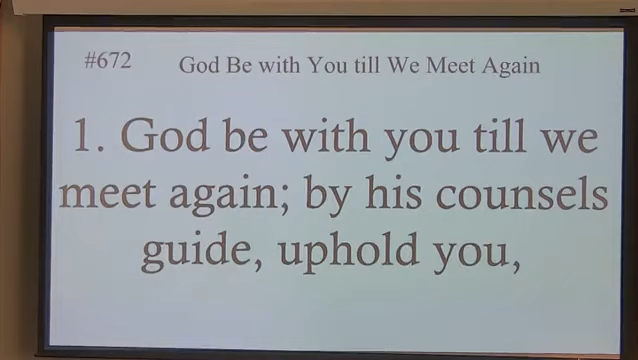 #672 God Be with You till We Meet Again
1. God be with you till we
meet again; by his counsels
guide, uphold you,